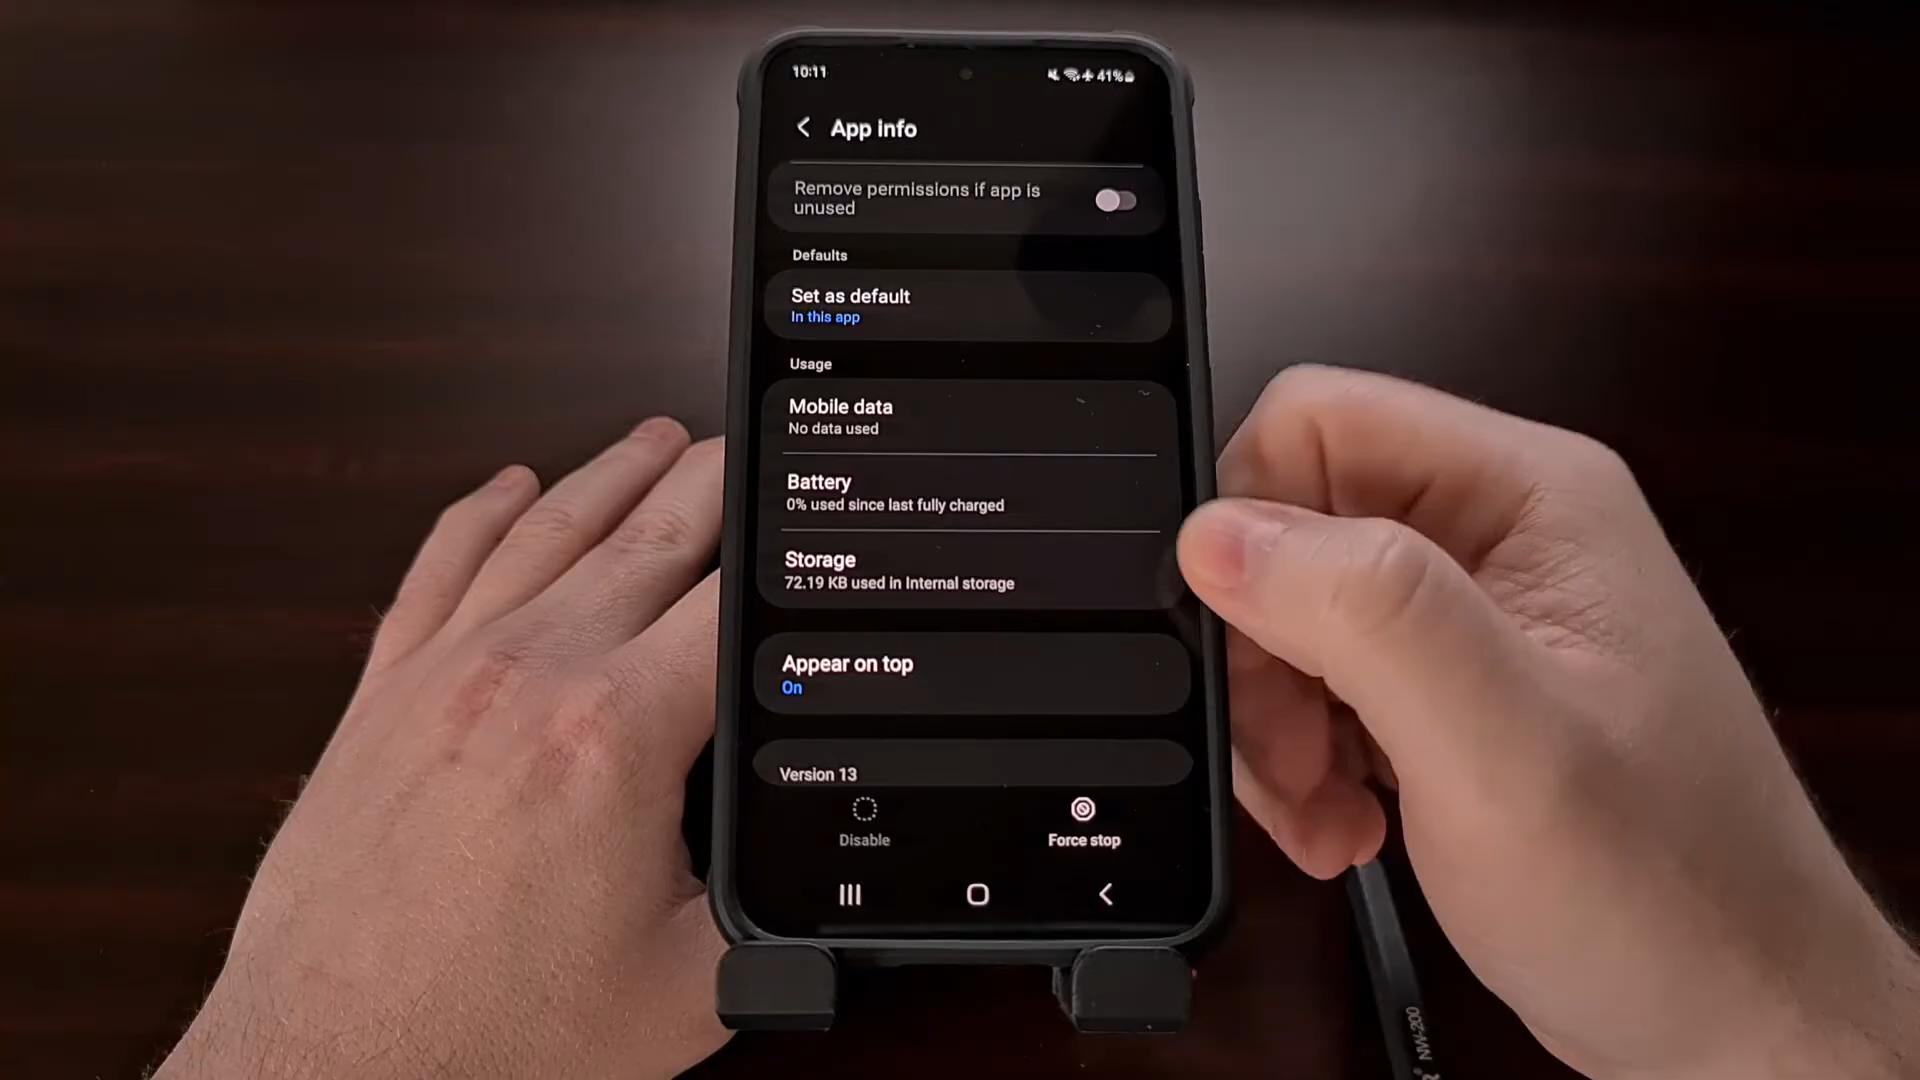 10:11
41%
App info
Remove permissions if app is
unused
Defaults
Set as default
In this app
Usage
Mobile data
No data used
Battery
0% used since last fully charged
Storage
72.19 KB used in Internal storage
Appear on top
On
Version 13
Disable
Force stop
NW-200